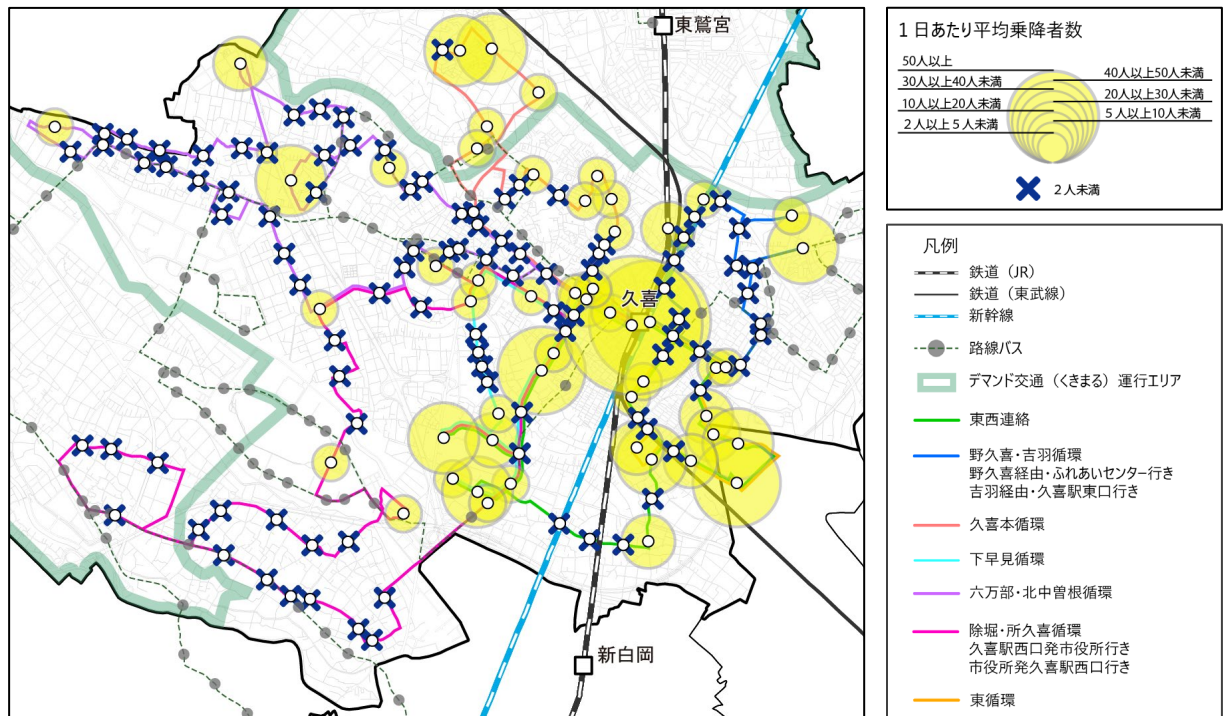 東鷲宮
久喜
新白岡
1日あたり平均乗降者数
50人以上
40人以上50人未満
30人以上40人未満
20人以上30人未満
10人以上20人未満
5人以上10人未満
2人以上5人未満
2人未満
凡例
鉄道（JR）
鉄道（東武線）
新幹線
路線バス
デマンド交通（くきまる）運行エリア
東西連絡
野久喜・吉羽循環
野久喜経由・ふれあいセンター行き
吉羽経由・久喜駅東口行き
久喜本循環
下早見循環
六万部・北中曽根循環
除堀・所久喜循環
久喜駅西口発市役所行き
市役所発久喜駅西口行き
東循環